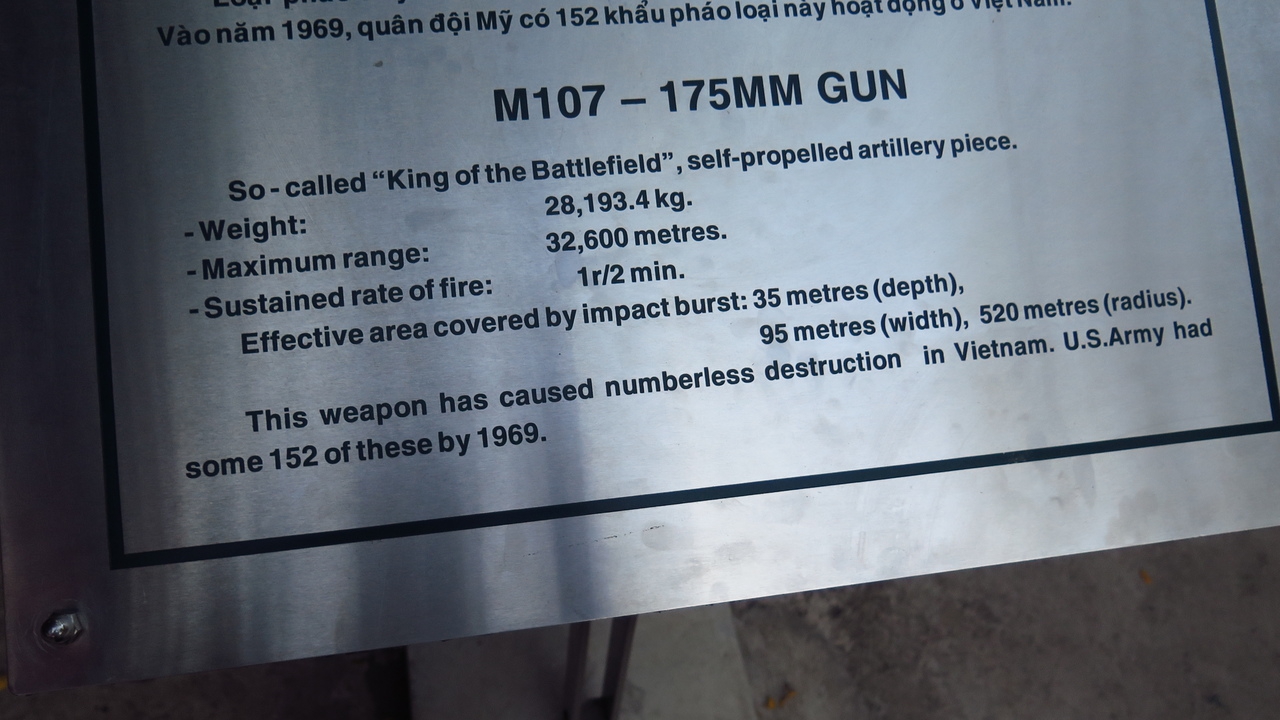 Vào năm 1969, quân đội Mỹ có 152 khẩu pháo loại này hoạt động ở Việt Nam.
M107 – 175MM GUN
So - called “King of the Battlefield”, self-propelled artillery piece.
- Weight: 28,193.4 kg.
- Maximum range: 32,600 metres.
- Sustained rate of fire: 1r/2 min.
Effective area covered by impact burst: 35 metres (depth),
95 metres (width), 520 metres (radius).
This weapon has caused numberless destruction in Vietnam. U.S.Army had
some 152 of these by 1969.